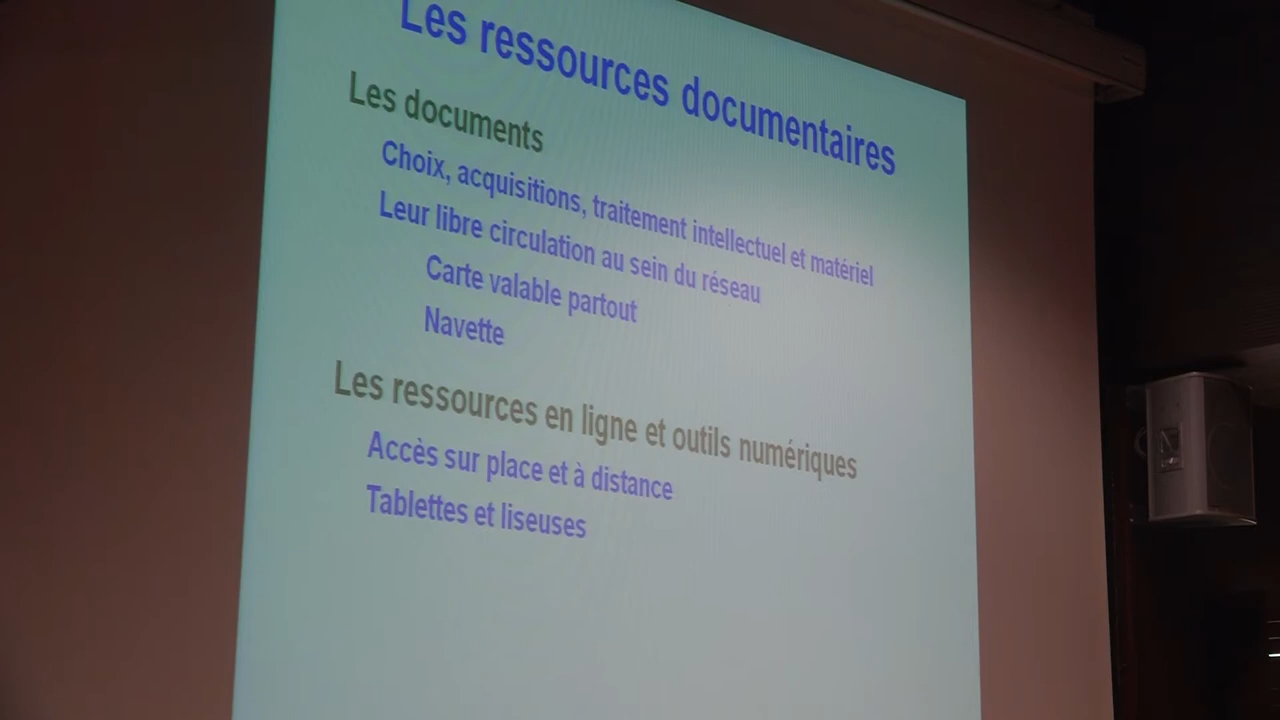 Les ressources documentaires
Les documents
Choix, acquisitions, traitement intellectuel et matériel
Leur libre circulation au sein du réseau
Carte valable partout
Navette
Les ressources en ligne et outils numériques
Accès sur place et à distance
Tablettes et liseuses